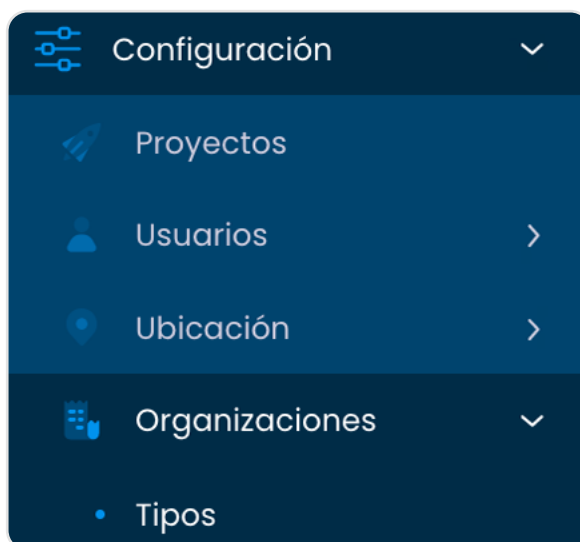 Configuración
Proyectos
Usuarios
Ubicación
Organizaciones
Tipos